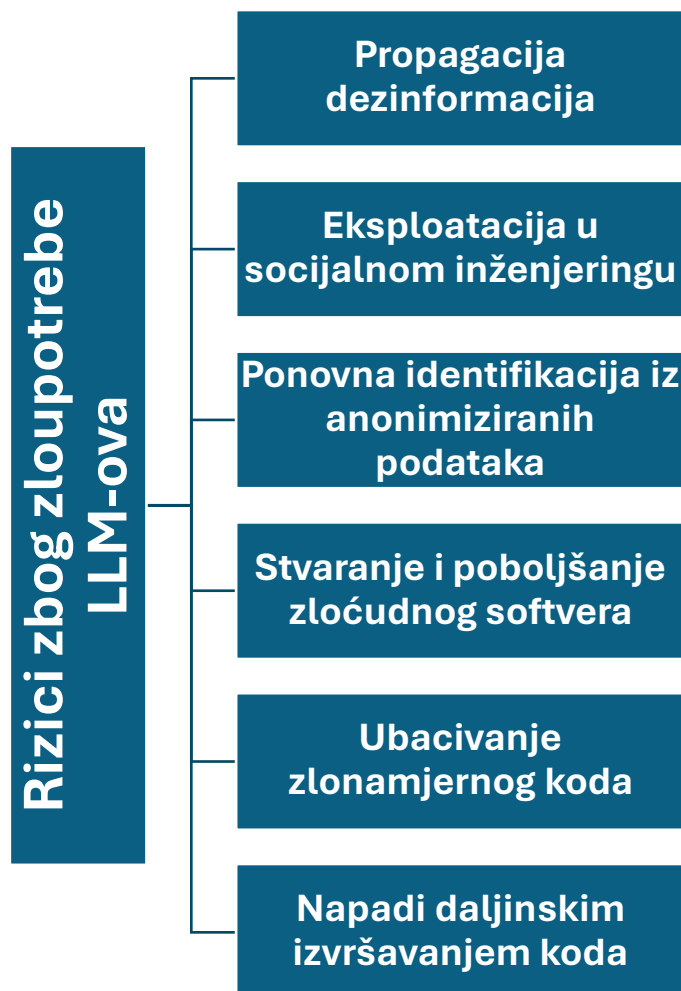 Rizici zbog zloupotrebe
LLM-ova
Propagacija
dezinformacija
Eksploatacija u
socijalnom inženjeringu
Ponovna identifikacija iz
anonimiziranih
podataka
Stvaranje i poboljšanje
zloćudnog softvera
Ubacivanje
zlonamjernog koda
Napadi daljinskim
izvršavanjem koda